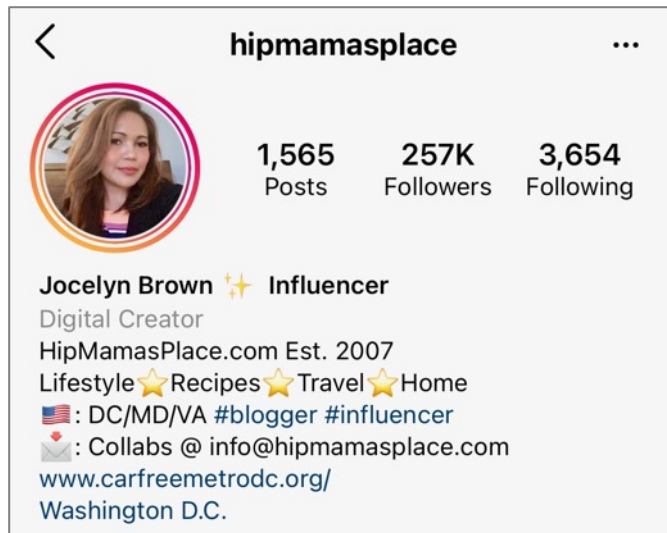 hipmamasplace
1,565 257K 3,654
Posts Followers Following
Jocelyn Brown ✨ Influencer
Digital Creator
HipMamasPlace.com Est. 2007
Lifestyle⭐Recipes⭐Travel⭐Home
🇺🇸: DC/MD/VA #blogger #influencer
📩: Collabs @ info@hipmamasplace.com
www.carfreemetrodc.org/
Washington D.C.